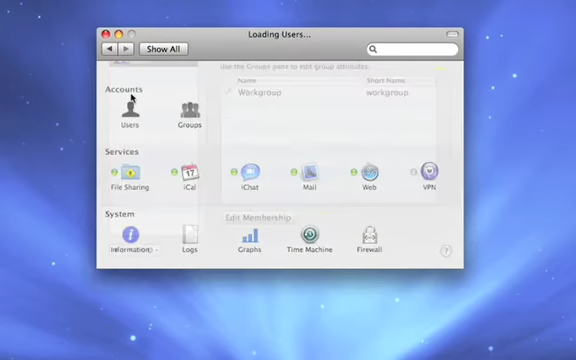 Loading Users...
Show All
Use the Groups pane to edit group attributes.
Accounts
Name
Short Name
Workgroup
workgroup
Users
Groups
Services
17
File Sharing
iCal
iChat
Mail
Web
VPN
System
Edit Membership
Information
Logs
Graphs
Time Machine
Firewall
?